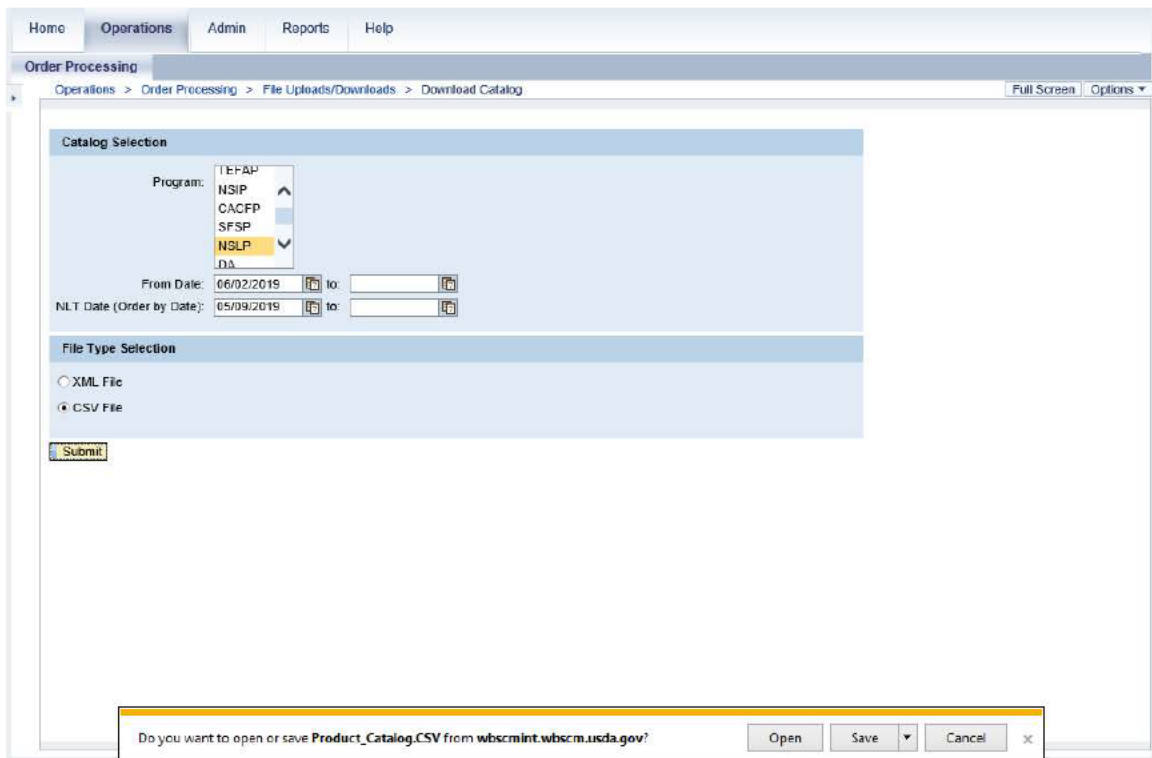 Home Operations Admin Reports Help
Order Processing
Operations > Order Processing > File Uploads/Downloads > Download Catalog Full Screen Options
Catalog Selection
Program:
TEFAP
NSIP
CACFP
SFSP
NSLP
DA
From Date: 06/02/2019 to:
NLT Date (Order by Date): 05/09/2019 to:
File Type Selection
XML File
CSV File
Submit
Do you want to open or save Product_Catalog.CSV from wbscmint.wbscm.usda.gov? Open Save Cancel x